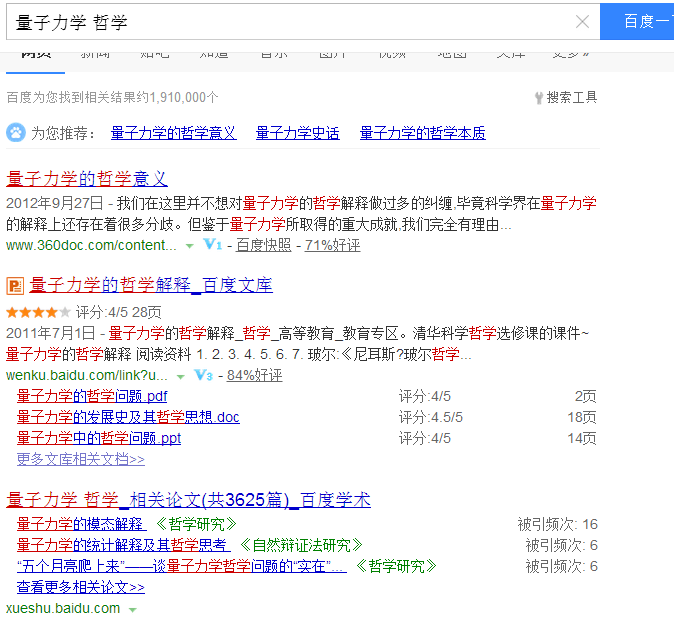 量子力学 哲学
百度一
网页 新闻 贴吧 知道 音乐 图片 视频 地图 文库 更多»
百度为您找到相关结果约1,910,000个
搜索工具
为您推荐： 量子力学的哲学意义 量子力学史话 量子力学的哲学本质
量子力学的哲学意义
2012年9月27日 - 我们在这里并不想对量子力学的哲学解释做过多的纠缠,毕竟科学界在量子力学
的解释上还存在着很多分歧。但鉴于量子力学所取得的重大成就,我们完全有理由...
www.360doc.com/content... V1 - 百度快照 - 71%好评
量子力学的哲学解释_百度文库
评分:4/5 28页
2011年7月1日 - 量子力学的哲学解释_哲学_高等教育_教育专区。清华科学哲学选修课的课件~
量子力学的哲学解释 阅读资料 1. 2. 3. 4. 5. 6. 7. 玻尔:《尼耳斯?玻尔哲学...
wenku.baidu.com/link?u... V3 - 84%好评
量子力学的哲学问题.pdf 评分:4/5 2页
量子力学的发展史及其哲学思想.doc 评分:4.5/5 18页
量子力学中的哲学问题.ppt 评分:4/5 14页
更多文库相关文档>>
量子力学 哲学_相关论文(共3625篇)_百度学术
量子力学的模态解释 《哲学研究》 被引频次: 16
量子力学的统计解释及其哲学思考 《自然辩证法研究》 被引频次: 6
“五个月亮爬上来”——谈量子力学哲学问题的“实在”... 《哲学研究》 被引频次: 6
查看更多相关论文>>
xueshu.baidu.com